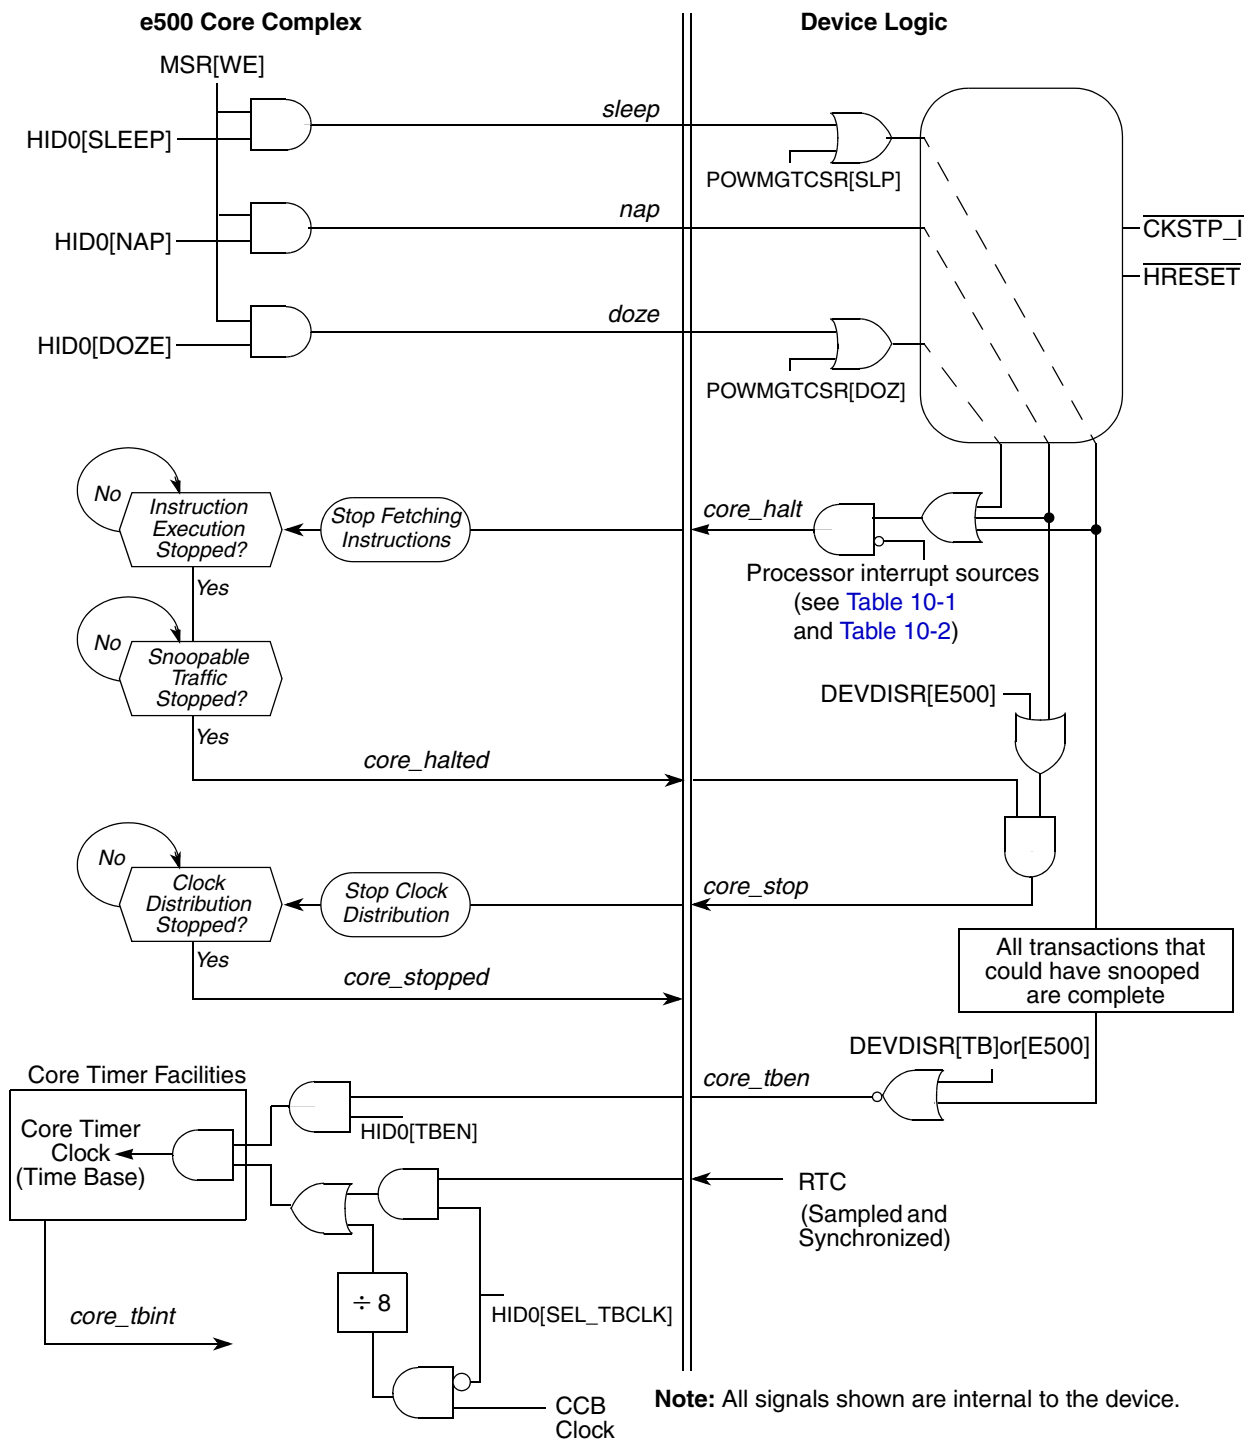 e500 Core Complex
Device Logic
MSR[WE]
sleep
HID0[SLEEP]
POWMGTCSR[SLP]
nap
HID0[NAP]
CKSTP_I
HRESET
doze
HID0[DOZE]
POWMGTCSR[DOZ]
No
Instruction
Execution
Stopped?
Stop Fetching
Instructions
core_halt
Processor interrupt sources
(see Table 10-1
and Table 10-2)
Yes
No
Snoopable
Traffic
Stopped?
DEVDISR[E500]
Yes
core_halted
No
Clock
Distribution
Stopped?
Stop Clock
Distribution
core_stop
Yes
core_stopped
All transactions that
could have snooped
are complete
DEVDISR[TB]or[E500]
Core Timer Facilities
core_tben
Core Timer
Clock
(Time Base)
HID0[TBEN]
RTC
(Sampled and
Synchronized)
÷ 8
HID0[SEL_TBCLK]
core_tbint
CCB
Clock
Note: All signals shown are internal to the device.